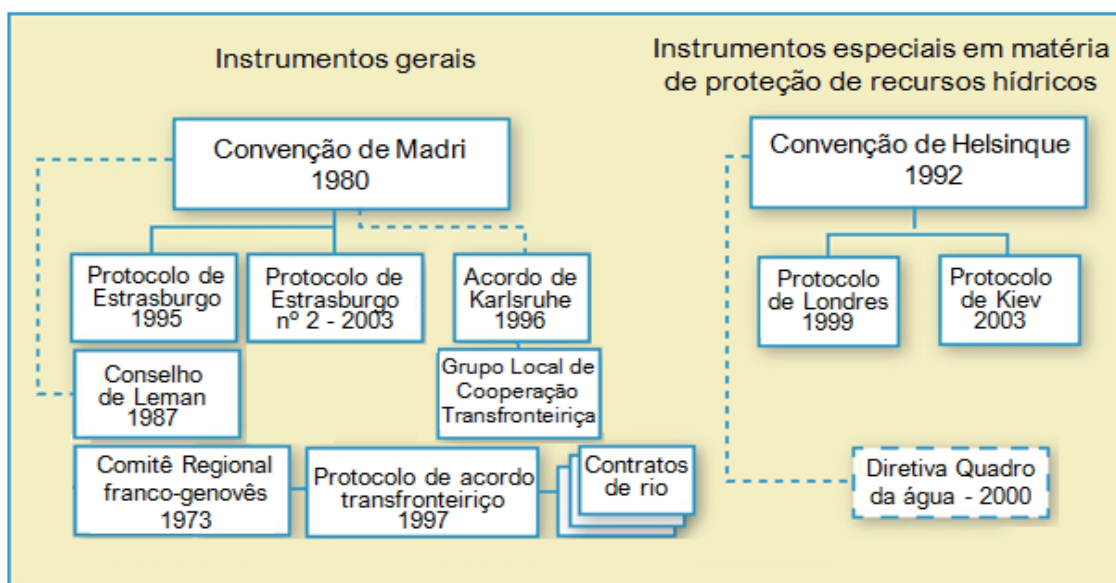 Instrumentos gerais
Instrumentos especiais em matéria
de proteção de recursos hídricos
Convenção de Madri
1980
Convenção de Helsinque
1992
Protocolo de
Estrasburgo
1995
Protocolo de
Estrasburgo
nº 2 - 2003
Acordo de
Karlsruhe
1996
Protocolo
de Londres
1999
Protocolo
de Kiev
2003
Conselho
de Leman
1987
Grupo Local de
Cooperação
Transfronteiriça
Comitê Regional
franco-genovês
1973
Protocolo de acordo
transfronteiriço
1997
Contratos
de rio
Diretiva Quadro
da água - 2000